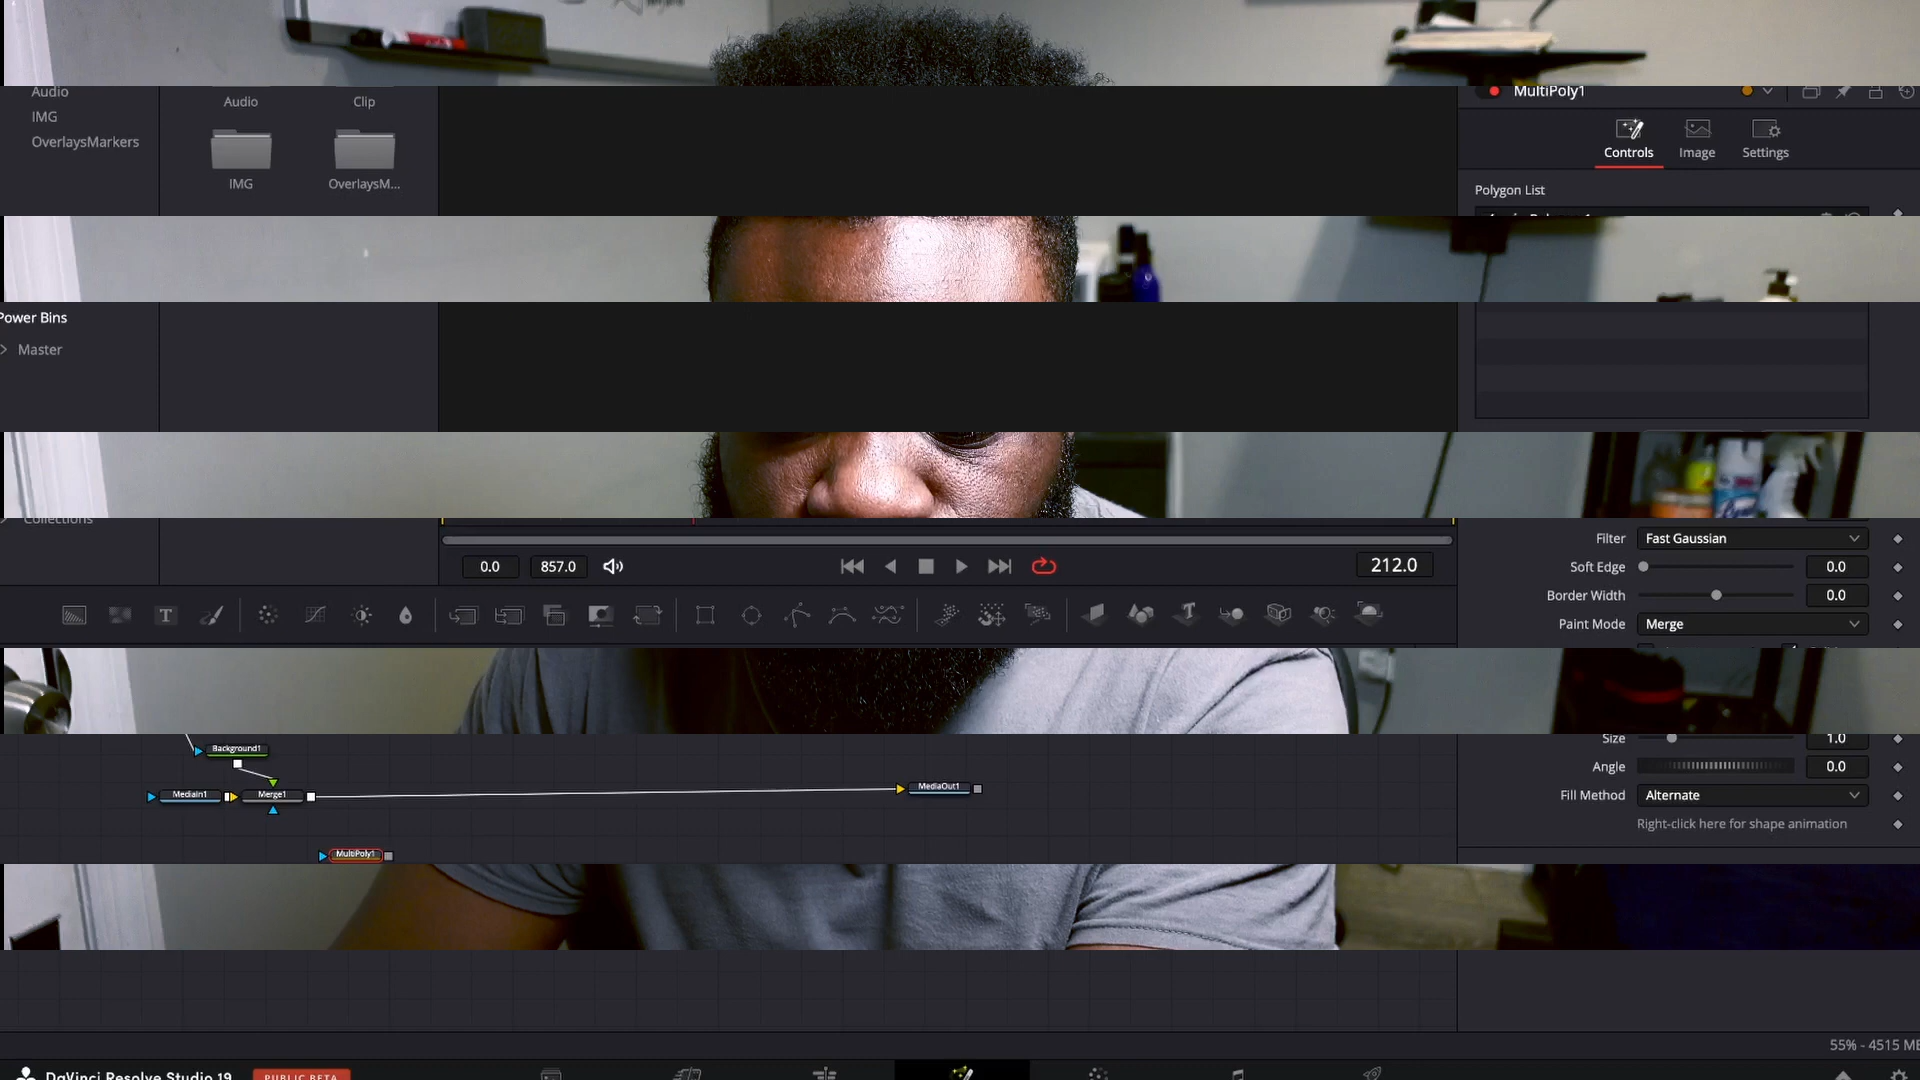 Audio
IMG
OverlaysMarkers
Audio
Clip
IMG
OverlaysM...
MultiPoly1
Controls
Image
Settings
Polygon List
Power Bins
Master
Collections
0.0
857.0
212.0
Filter
Fast Gaussian
Soft Edge
0.0
Border Width
0.0
Paint Mode
Merge
T
Background1
MediaIn1
Merge1
MediaOut1
MultiPoly1
Size
1.0
Angle
0.0
Fill Method
Alternate
Right-click here for shape animation
55% - 4515 MB
DaVinci Resolve Studio 19
PUBLIC BETA